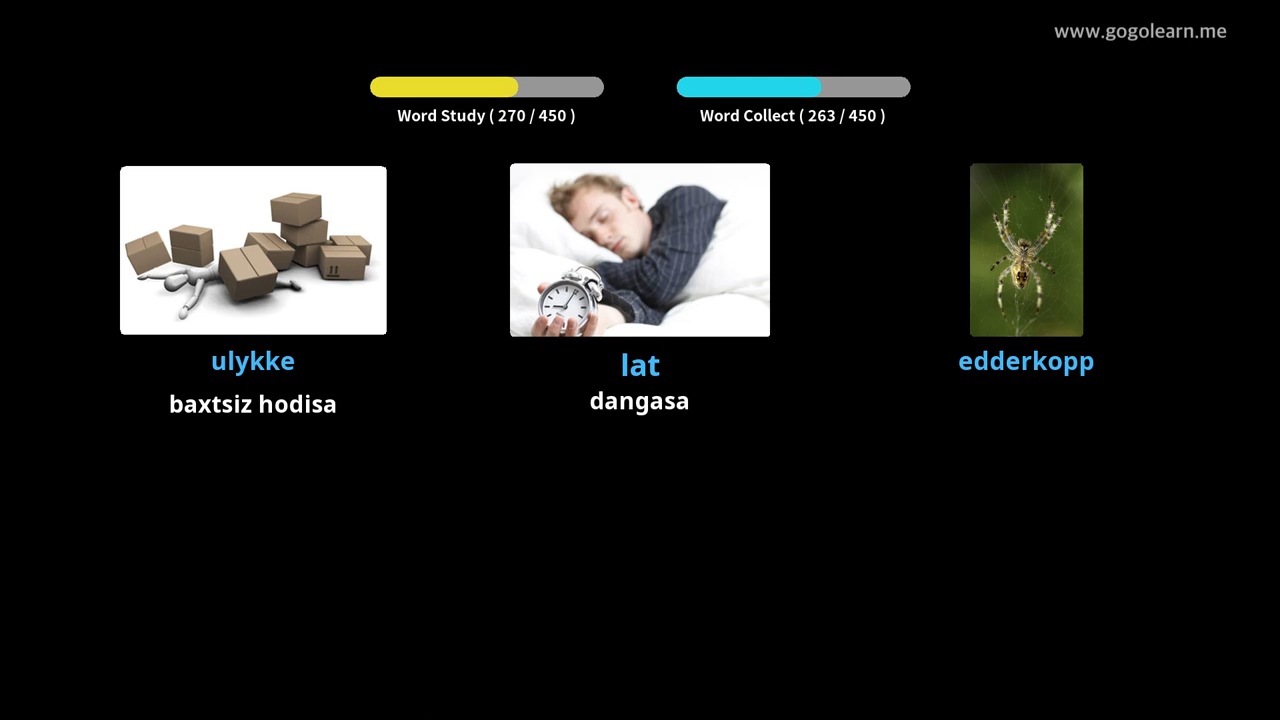 www.gogolearn.me
Word Study ( 270 / 450 )
Word Collect ( 263 / 450 )
ulykke
lat
edderkopp
baxtsiz hodisa
dangasa